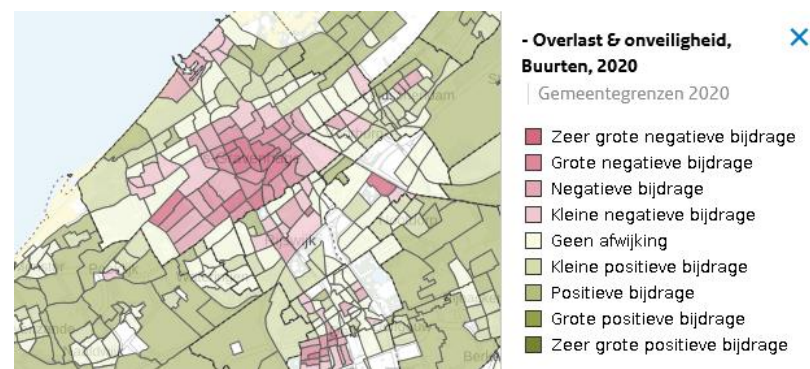 - Overlast & onveiligheid,
Buurten, 2020
Gemeentegrenzen 2020
Zeer grote negatieve bijdrage
Grote negatieve bijdrage
Negatieve bijdrage
Kleine negatieve bijdrage
Geen afwijking
Kleine positieve bijdrage
Positieve bijdrage
Grote positieve bijdrage
Zeer grote positieve bijdrage